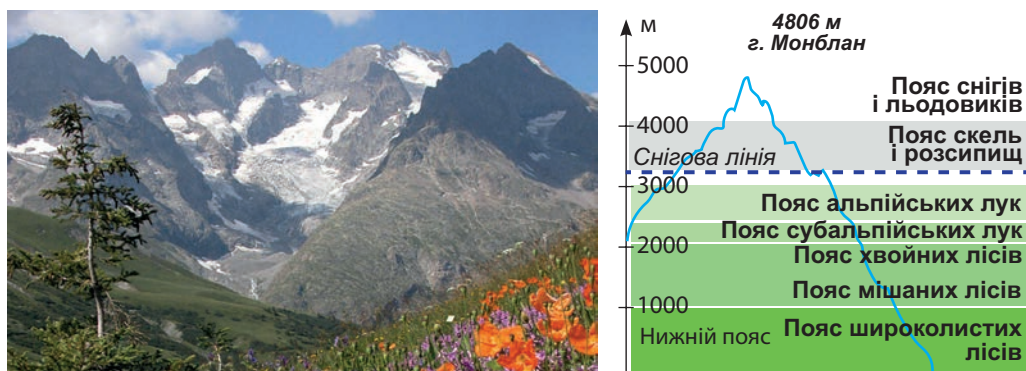 м
4806 м
г. Монблан
5000
Пояс снігів
і льодовиків
4000
Пояс скель
і розсипищ
Снігова лінія
3000
Пояс альпійських лук
Пояс субальпійських лук
2000
Пояс хвойних лісів
Пояс мішаних лісів
1000
Нижній пояс
Пояс широколистих
лісів